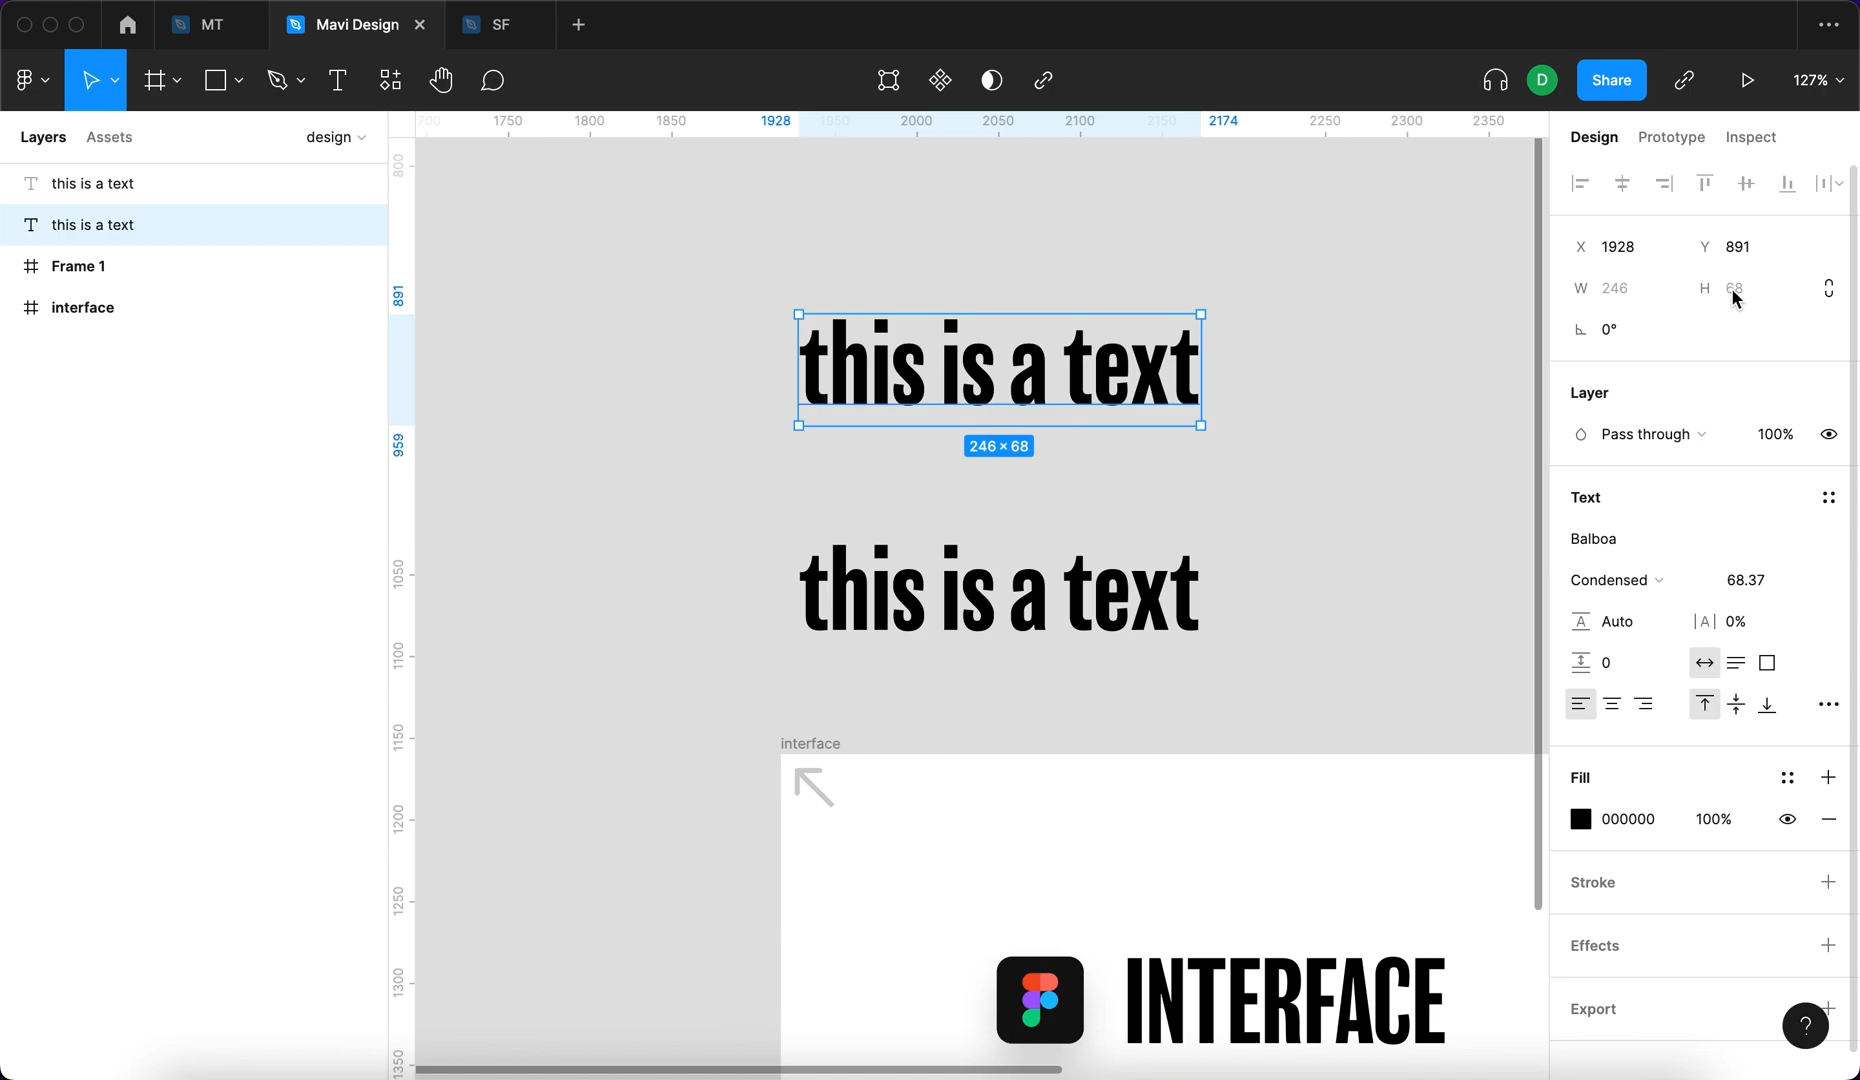 MT
Mavi Design
SF
D
Share
127%
Layers
Assets
design
this is a text
this is a text
Frame 1
interface
700
1750
1800
1850
1928
1950
2000
2050
2100
2150
2174
2250
2300
2350
800
891
959
1050
1100
1150
1200
1250
1300
1350
this is a text
246 × 68
this is a text
interface
INTERFACE
Design
Prototype
Inspect
X 1928
Y 891
W 246
H 68
0°
Layer
Pass through
100%
Text
Balboa
Condensed
68.37
A Auto
|A| 0%
0
Fill
000000
100%
Stroke
Effects
Export
?